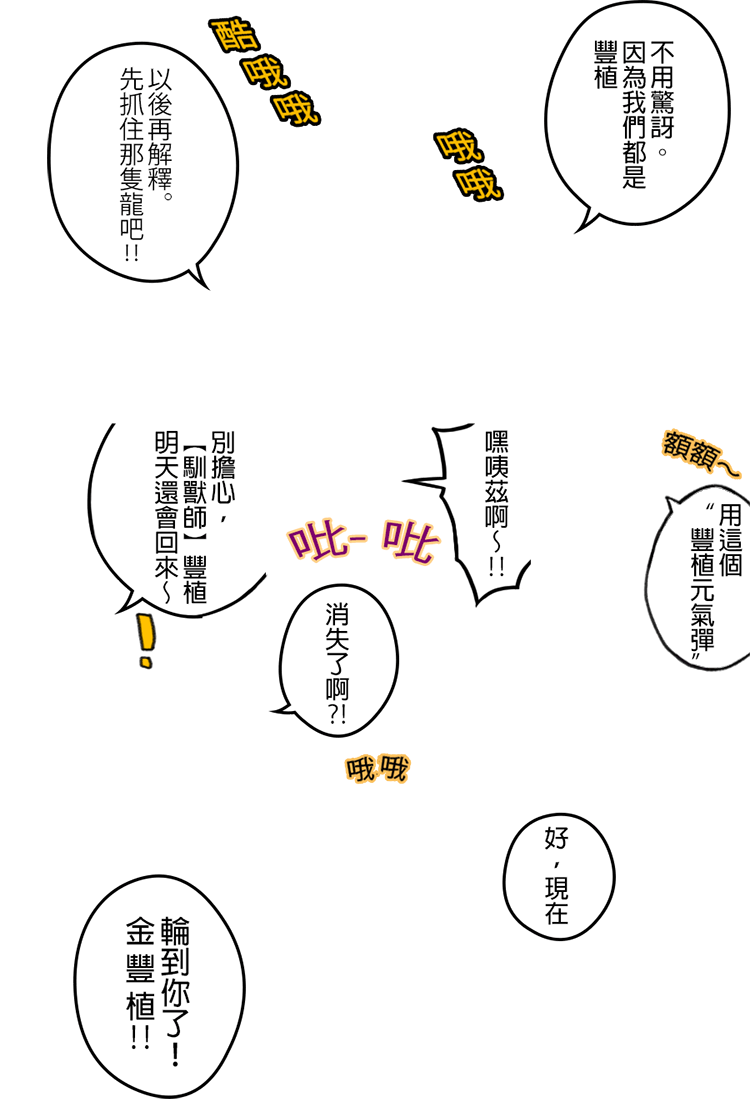 不用驚訝。
因為我們都是
豐植
哦哦
酷哦哦
以後再解釋。
先抓住那隻龍吧!!
額額～
用這個
“豐植元氣彈”
嘿咦茲啊～!!
吡-吡
別擔心，
【馴獸師】豐植
明天還會回來～
!
消失了啊?!
哦哦
好，現在
輪到你了！
金豐植!!